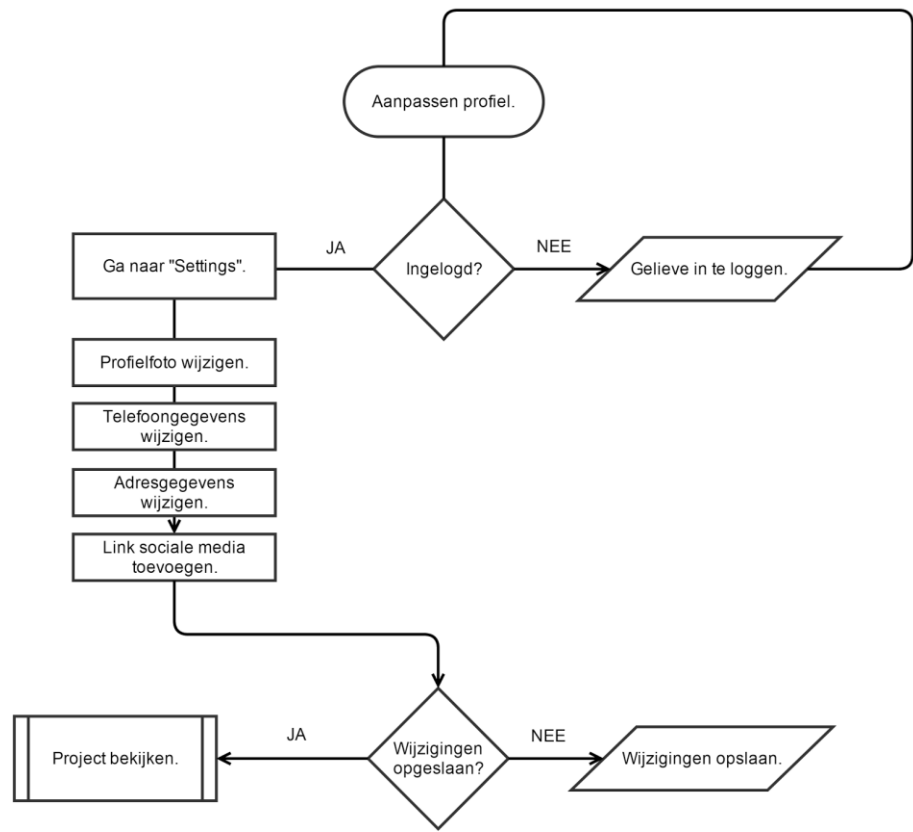 Aanpassen profiel.
JA
NEE
Ga naar "Settings".
Ingelogd?
Gelieve in te loggen.
Profielfoto wijzigen.
Telefoongegevens
wijzigen.
Adresgegevens
wijzigen.
Link sociale media
toevoegen.
JA
NEE
Project bekijken.
Wijzigingen
opgeslaan?
Wijzigingen opslaan.